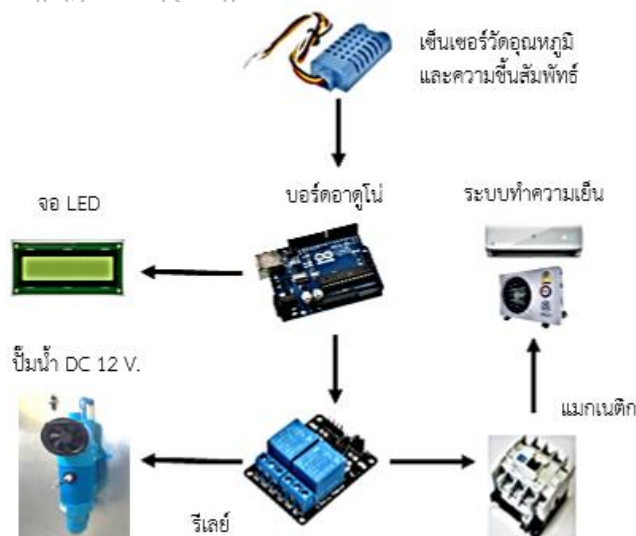 เซ็นเซอร์วัดอุณหภูมิ
และความชื้นสัมพัทธ์
จอ LED
บอร์ดอาดูโน่
ระบบทำความเย็น
ปั๊มน้ำ DC 12 V.
แมกเนติก
รีเลย์